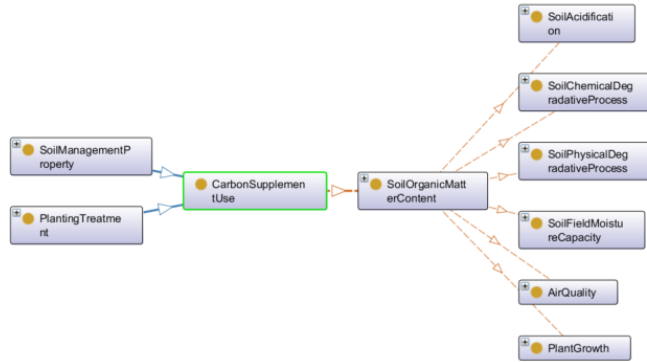 SoilAcidificati
on
SoilChemicalDeg
radativeProcess
SoilManagementP
roperty
SoilPhysicalDeg
radativeProcess
CarbonSupplemen
tUse
SoilOrganicMatt
erContent
PlantingTreatme
nt
SoilFieldMoistu
reCapacity
AirQuality
PlantGrowth